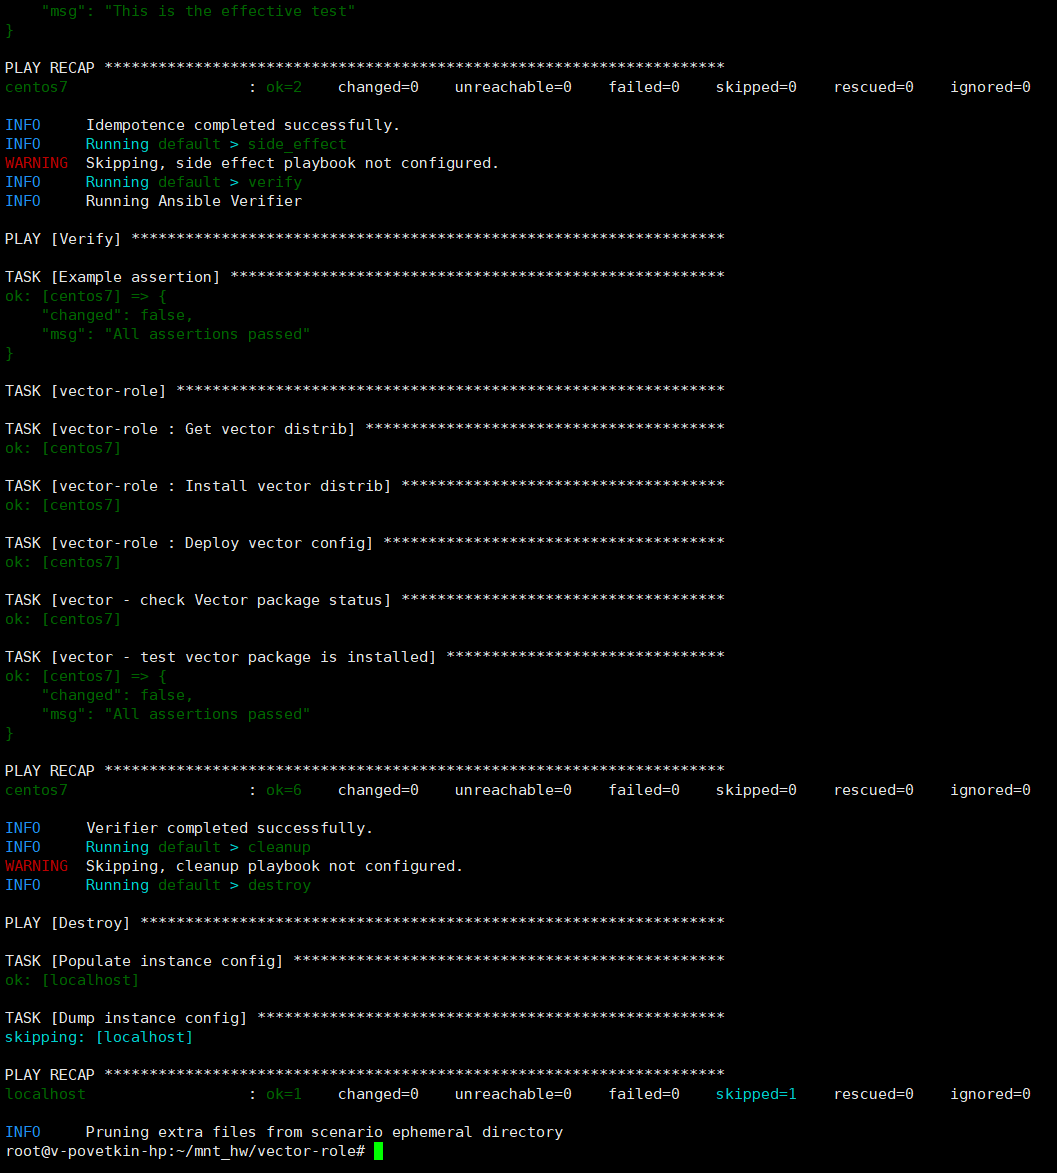 "msg": "This is the effective test"
}
PLAY RECAP *********************************************************************
centos7                    : ok=2    changed=0    unreachable=0    failed=0    skipped=0    rescued=0    ignored=0
INFO     Idempotence completed successfully.
INFO     Running default > side_effect
WARNING  Skipping, side effect playbook not configured.
INFO     Running default > verify
INFO     Running Ansible Verifier
PLAY [Verify] ******************************************************************
TASK [Example assertion] *******************************************************
ok: [centos7] => {
    "changed": false,
    "msg": "All assertions passed"
}
TASK [vector-role] *************************************************************
TASK [vector-role : Get vector distrib] ****************************************
ok: [centos7]
TASK [vector-role : Install vector distrib] ************************************
ok: [centos7]
TASK [vector-role : Deploy vector config] **************************************
ok: [centos7]
TASK [vector - check Vector package status] ************************************
ok: [centos7]
TASK [vector - test vector package is installed] *******************************
ok: [centos7] => {
    "changed": false,
    "msg": "All assertions passed"
}
PLAY RECAP *********************************************************************
centos7                    : ok=6    changed=0    unreachable=0    failed=0    skipped=0    rescued=0    ignored=0
INFO     Verifier completed successfully.
INFO     Running default > cleanup
WARNING  Skipping, cleanup playbook not configured.
INFO     Running default > destroy
PLAY [Destroy] *****************************************************************
TASK [Populate instance config] ************************************************
ok: [localhost]
TASK [Dump instance config] ****************************************************
skipping: [localhost]
PLAY RECAP *********************************************************************
localhost                  : ok=1    changed=0    unreachable=0    failed=0    skipped=1    rescued=0    ignored=0
INFO     Pruning extra files from scenario ephemeral directory
root@v-povetkin-hp:~/mnt_hw/vector-role#